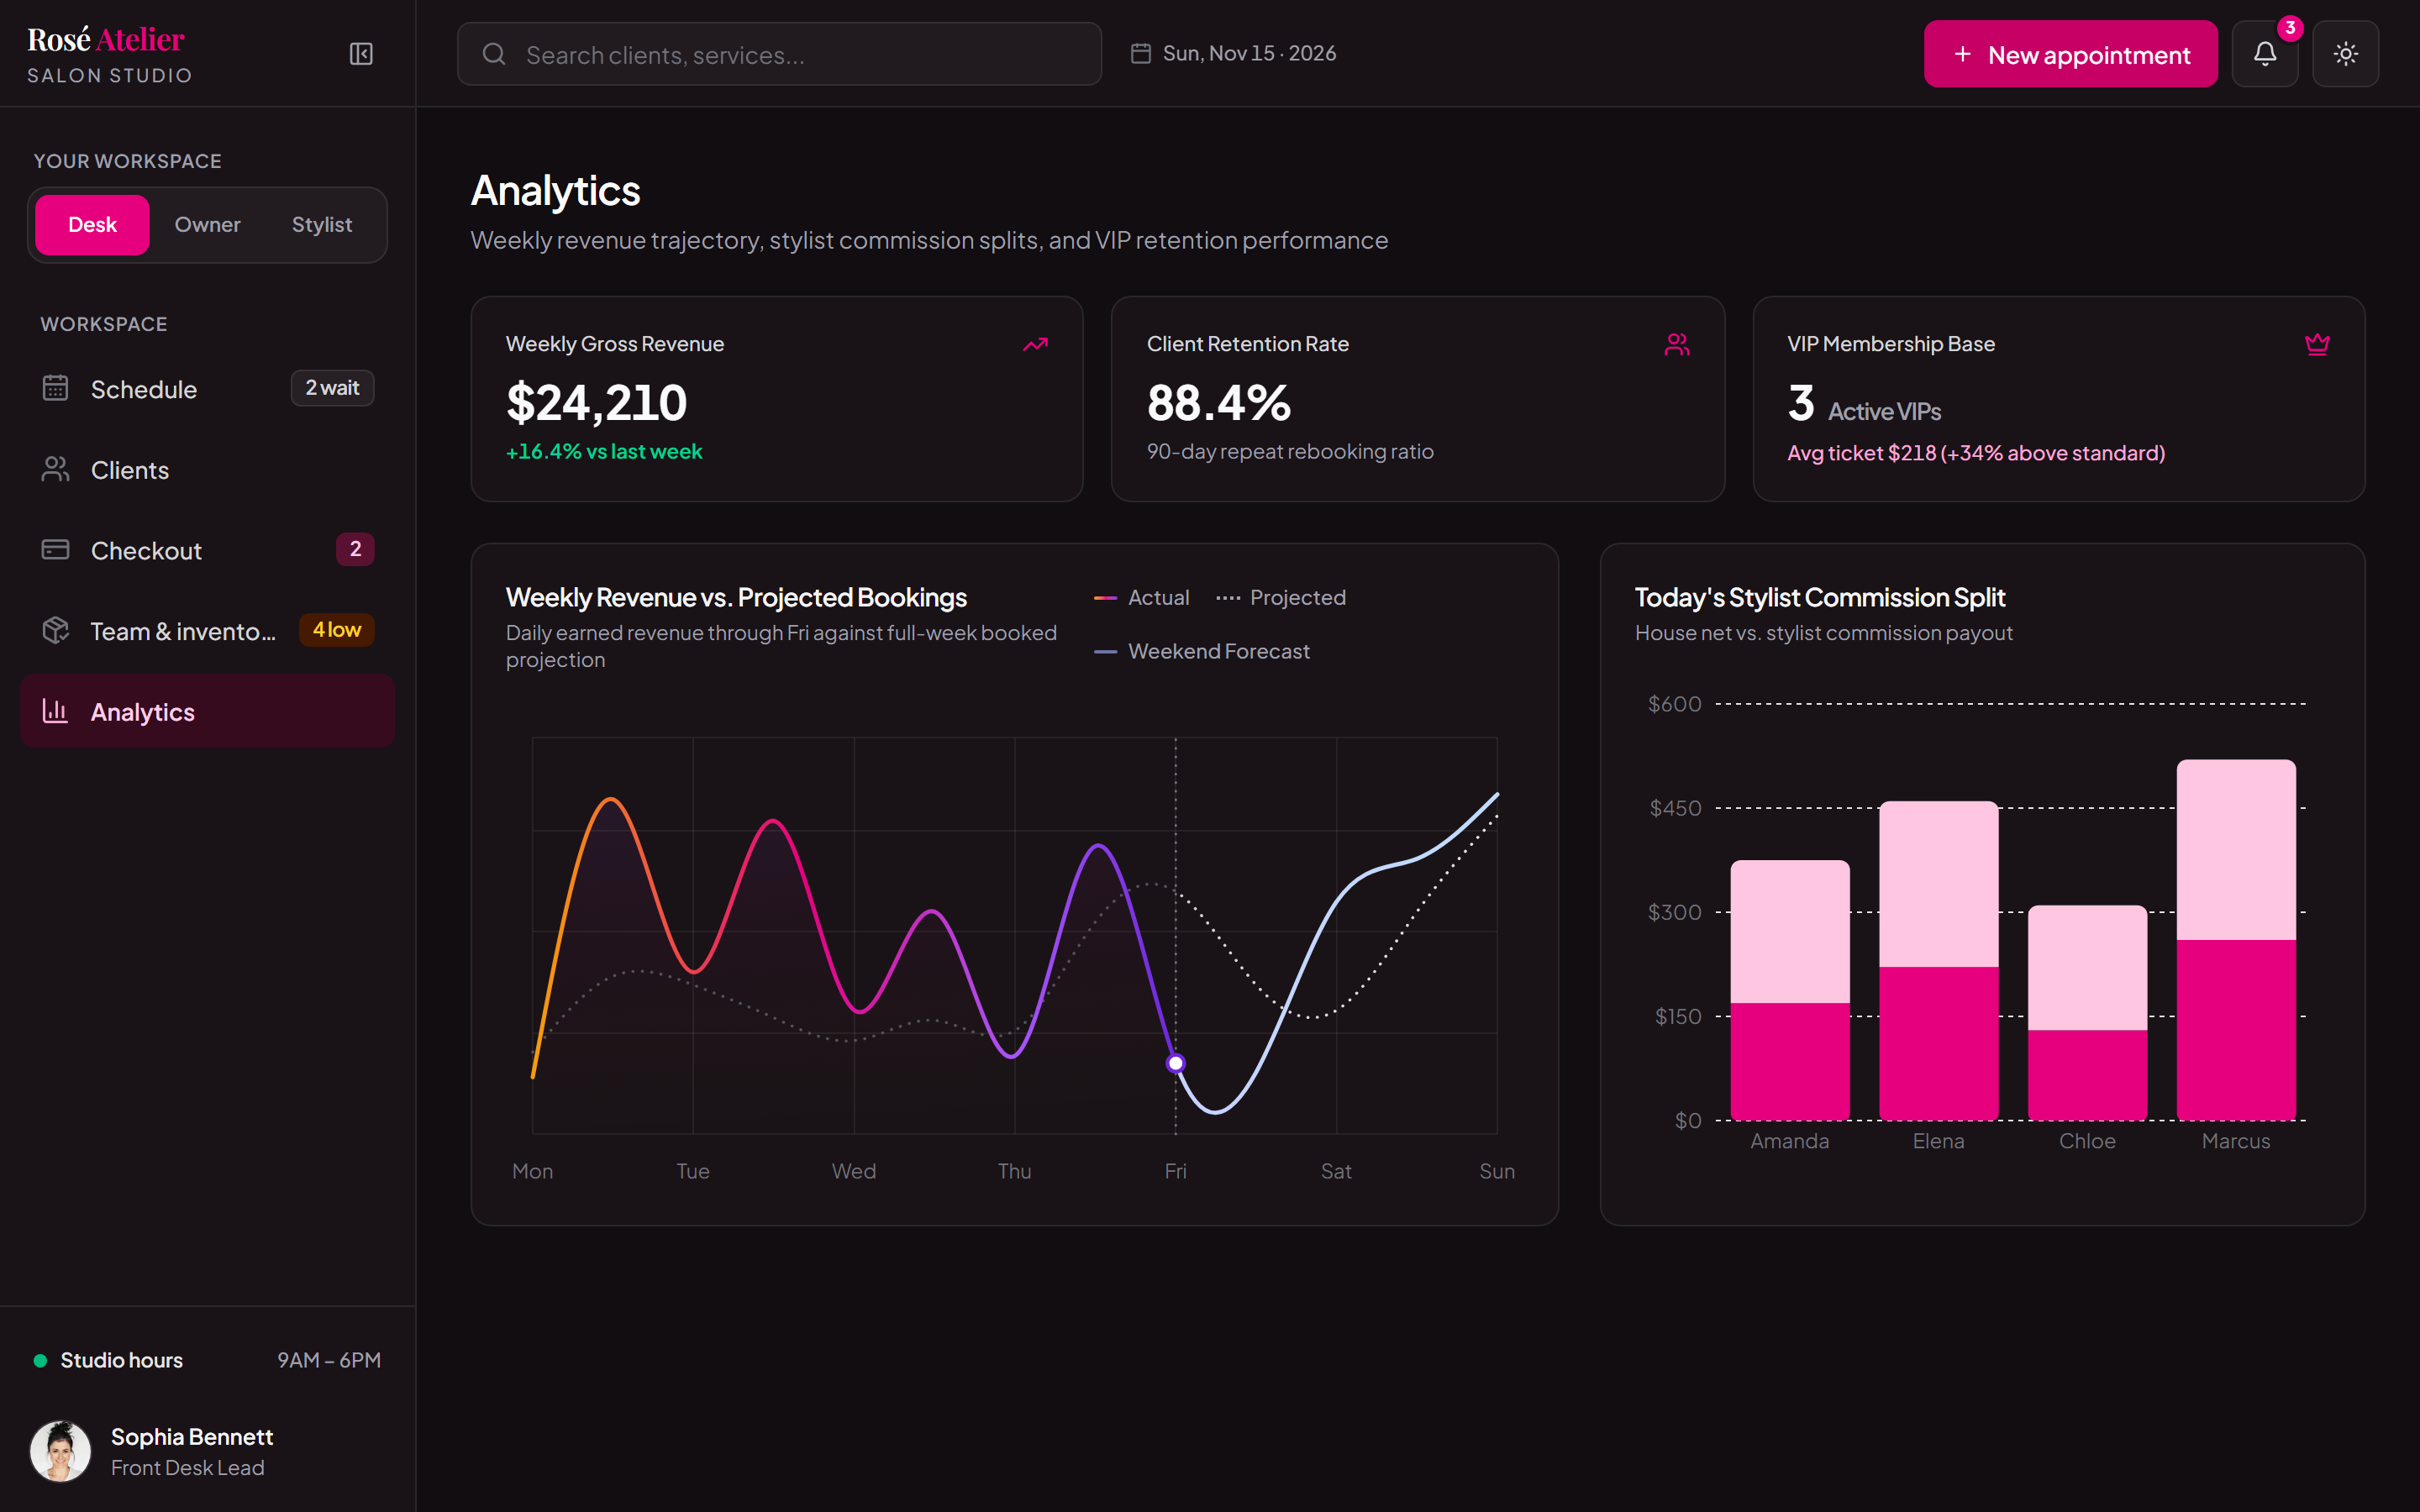 Rosé Atelier
SALON STUDIO
Search clients, services...
Sun, Nov 15 · 2026
New appointment
3
YOUR WORKSPACE
Desk
Owner
Stylist
WORKSPACE
Schedule
2 wait
Clients
Checkout
2
Team & invento...
4 low
Analytics
Studio hours
9AM – 6PM
Sophia Bennett
Front Desk Lead
Analytics
Weekly revenue trajectory, stylist commission splits, and VIP retention performance
Weekly Gross Revenue
$24,210
+16.4% vs last week
Client Retention Rate
88.4%
90-day repeat rebooking ratio
VIP Membership Base
3 Active VIPs
Avg ticket $218 (+34% above standard)
Weekly Revenue vs. Projected Bookings
Daily earned revenue through Fri against full-week booked
projection
Actual
Projected
Weekend Forecast
Mon
Tue
Wed
Thu
Fri
Sat
Sun
Today's Stylist Commission Split
House net vs. stylist commission payout
$600
$450
$300
$150
$0
Amanda
Elena
Chloe
Marcus